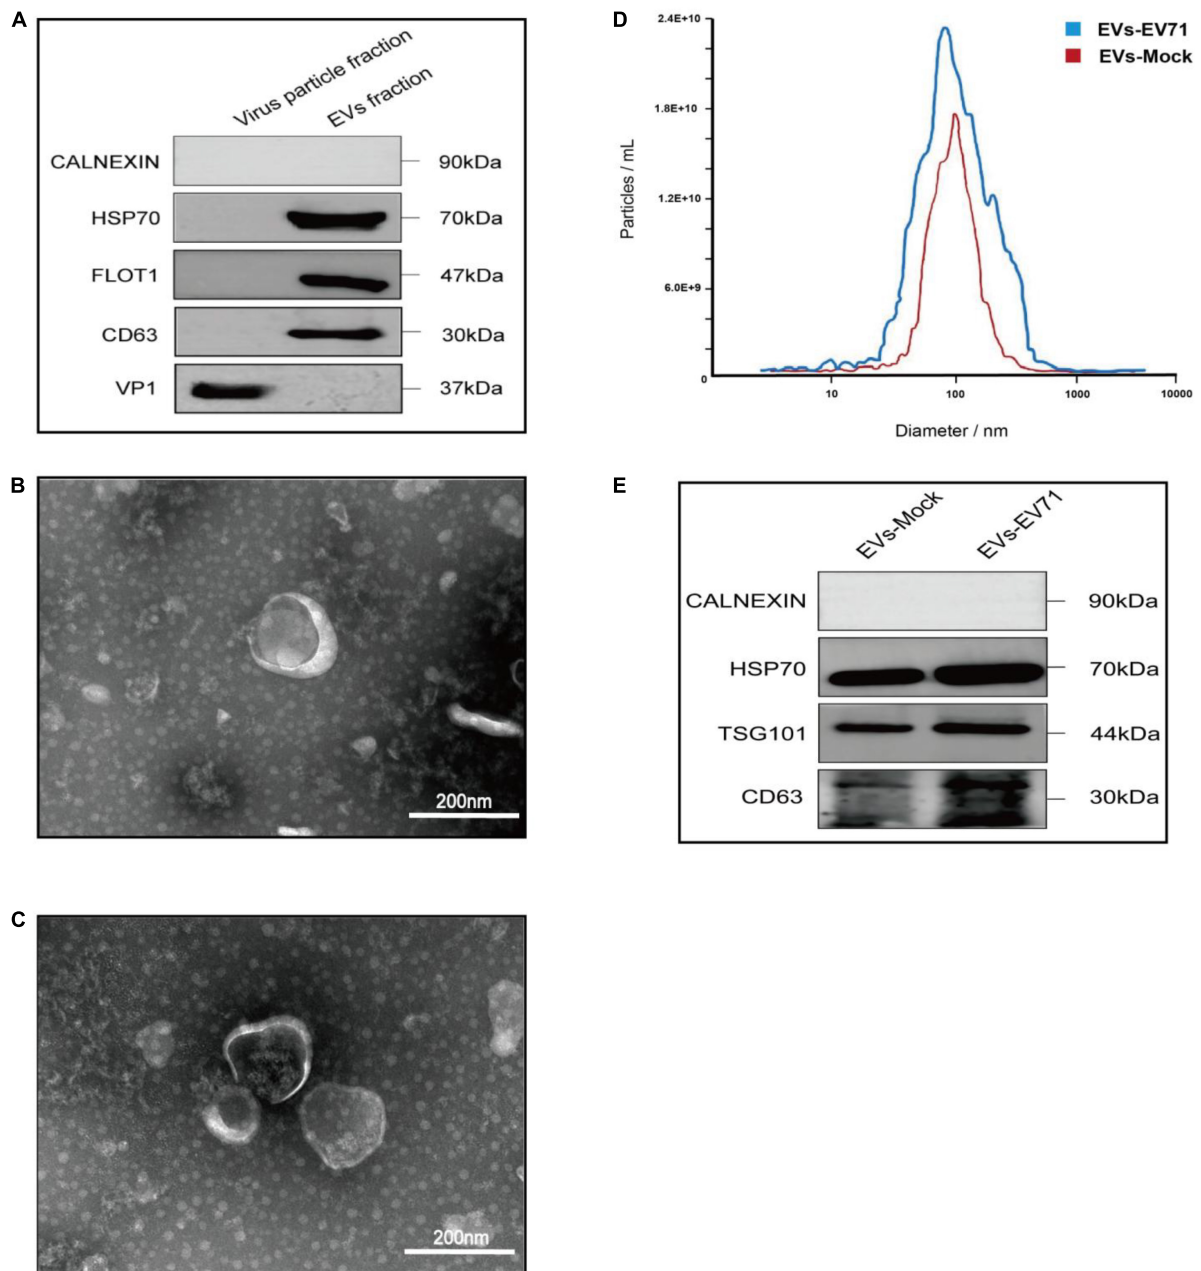 A
Virus particle fraction
EVs fraction
CALNEXIN 90kDa
HSP70 70kDa
FLOT1 47kDa
CD63 30kDa
VP1 37kDa
D
EVs-EV71
EVs-Mock
Particles / mL
2.4E+10
1.8E+10
1.2E+10
6.0E+9
0
10 100 1000 10000
Diameter / nm
B
200nm
E
EVs-Mock
EVs-EV71
CALNEXIN 90kDa
HSP70 70kDa
TSG101 44kDa
CD63 30kDa
C
200nm